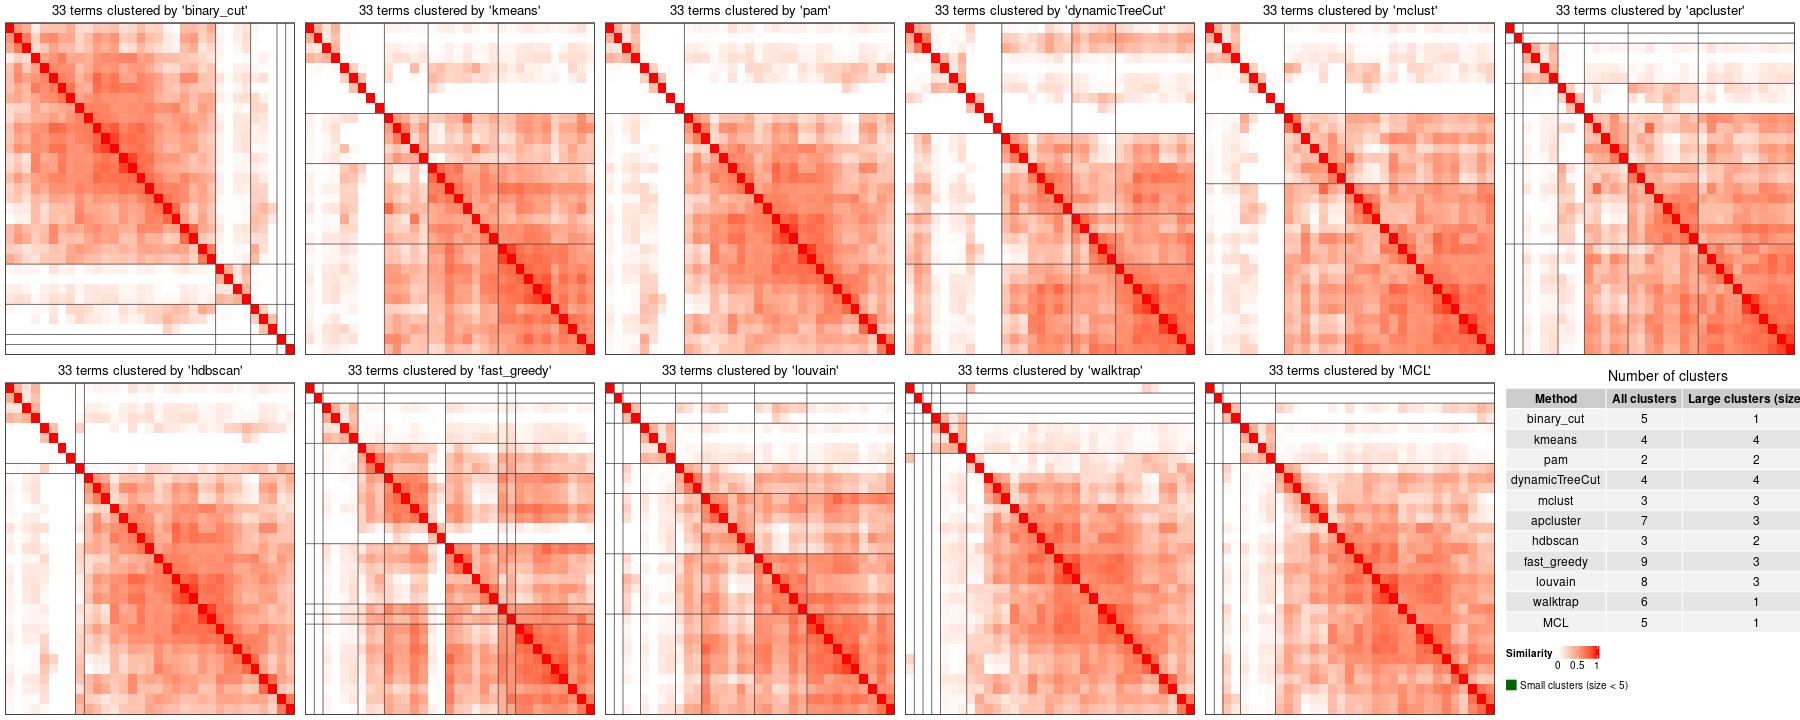 33 terms clustered by 'binary_cut'
33 terms clustered by 'kmeans'
33 terms clustered by 'pam'
33 terms clustered by 'dynamicTreeCut'
33 terms clustered by 'mclust'
33 terms clustered by 'apcluster'
33 terms clustered by 'hdbscan'
33 terms clustered by 'fast_greedy'
33 terms clustered by 'louvain'
33 terms clustered by 'walktrap'
33 terms clustered by 'MCL'
Number of clusters
Method All clusters Large clusters (size
binary_cut 5 1
kmeans 4 4
pam 2 2
dynamicTreeCut 4 4
mclust 3 3
apcluster 7 3
hdbscan 3 2
fast_greedy 9 3
louvain 8 3
walktrap 6 1
MCL 5 1
Similarity
0 0.5 1
Small clusters (size < 5)